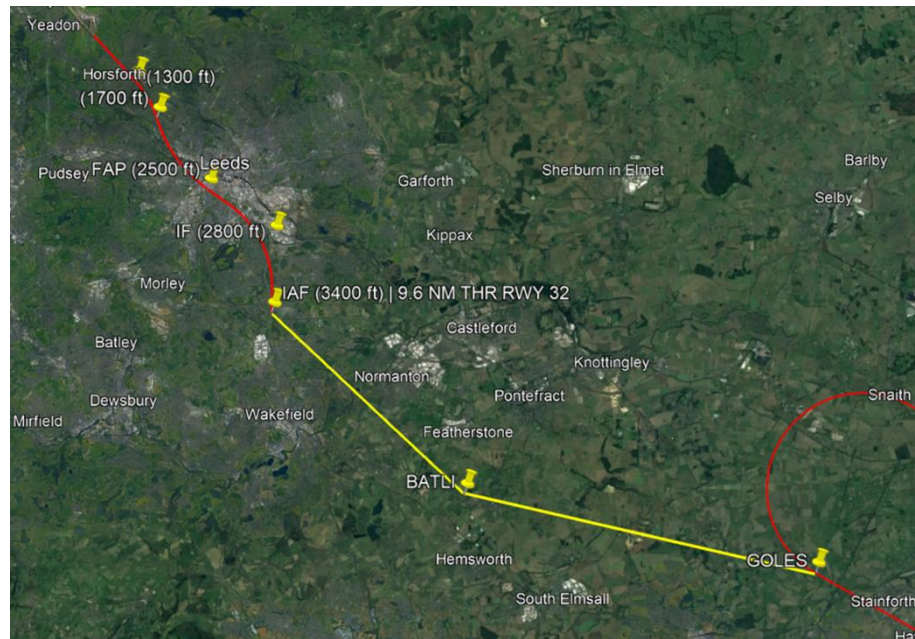 Yeadon
Horsforth (1300 ft)
(1700 ft)
Pudsey
FAP (2500 ft)
Leeds
Garforth
Sherburn in Elmet
Barlby
Selby
IF (2800 ft)
Kippax
Morley
IAF (3400 ft) | 9.6 NM THR RWY 32
Batley
Castleford
Normanton
Knottingley
Pontefract
Snaith
Dewsbury
Mirfield
Wakefield
Featherstone
BATLI
Hemsworth
GOLES
South Elmsall
Stainforth